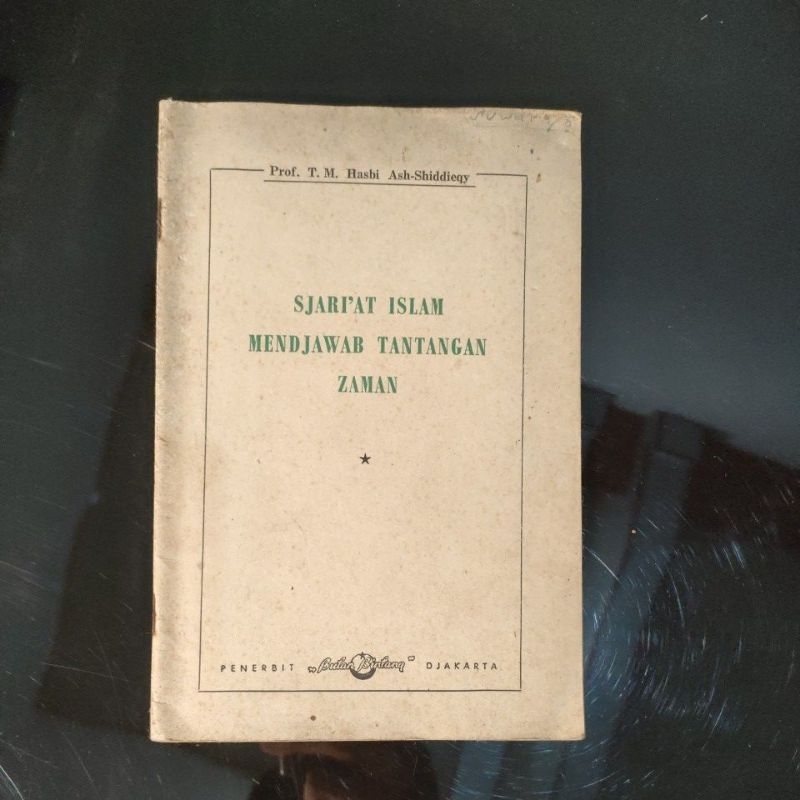 Prof. T. M. Hasbi Ash-Shiddieqy
SJARI'AT ISLAM
MENDJAWAB TANTANGAN
ZAMAN
PENERBIT „Bulan Bintang" DJAKARTA